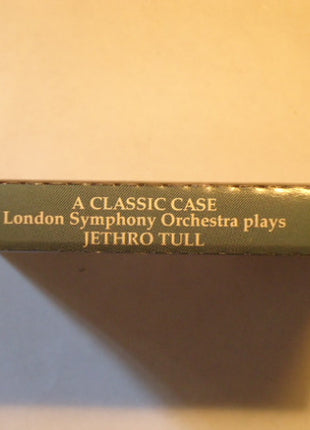 A CLASSIC CASE
London Symphony Orchestra plays
JETHRO TULL